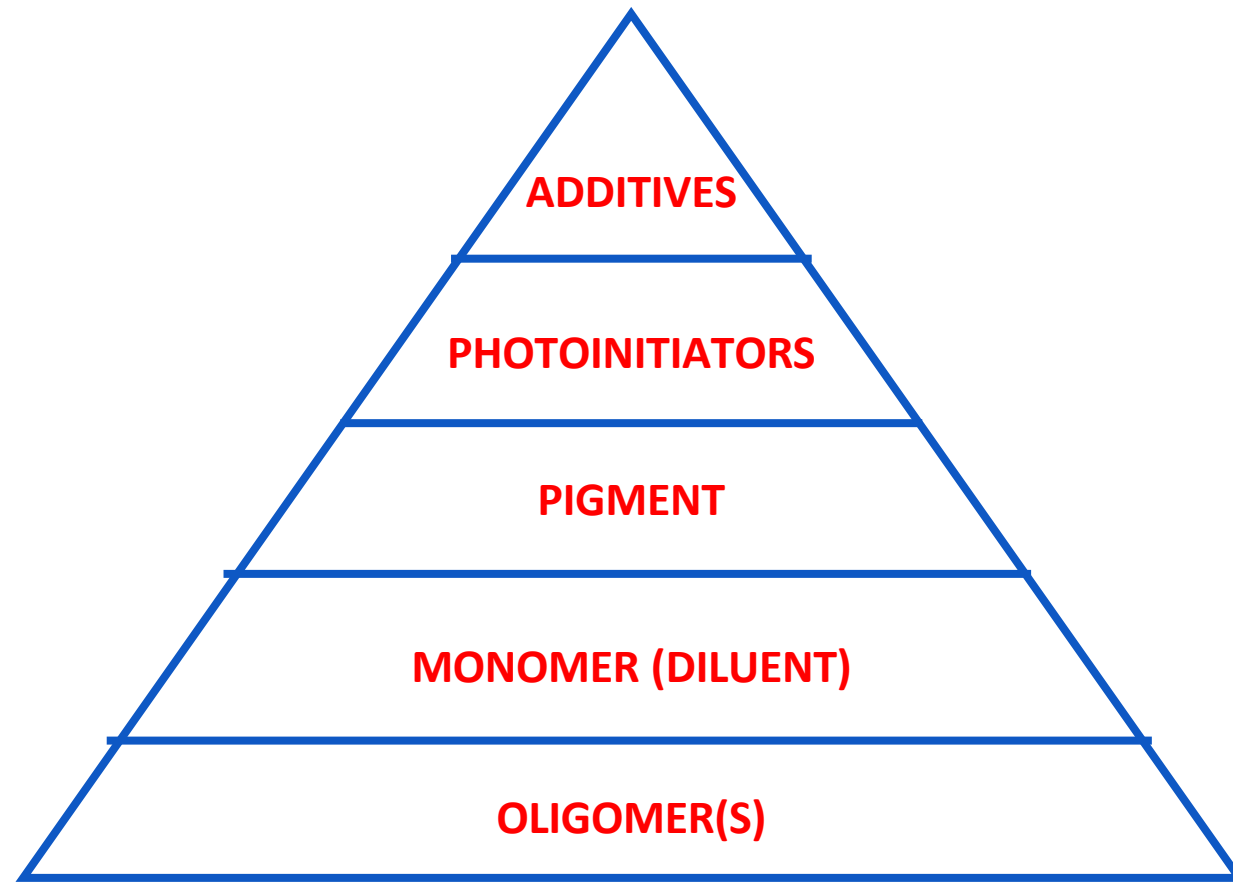 ADDITIVES
PHOTOINITIATORS
PIGMENT
MONOMER (DILUENT)
OLIGOMER(S)